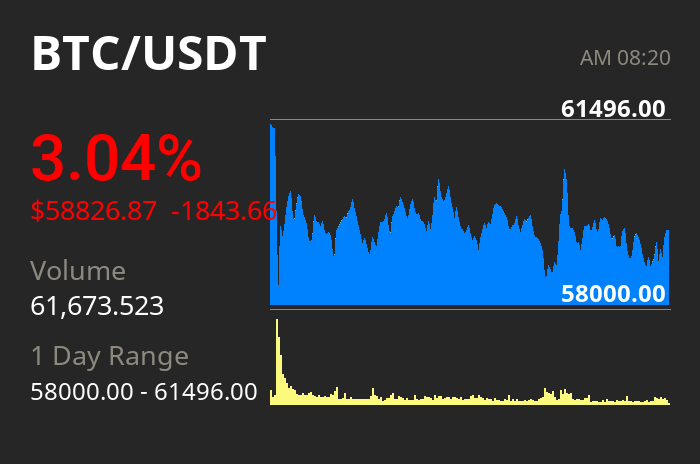 BTC/USDT
AM 08:20
61496.00
3.04%
$58826.87 -1843.66
Volume
61,673.523
58000.00
1 Day Range
58000.00 - 61496.00